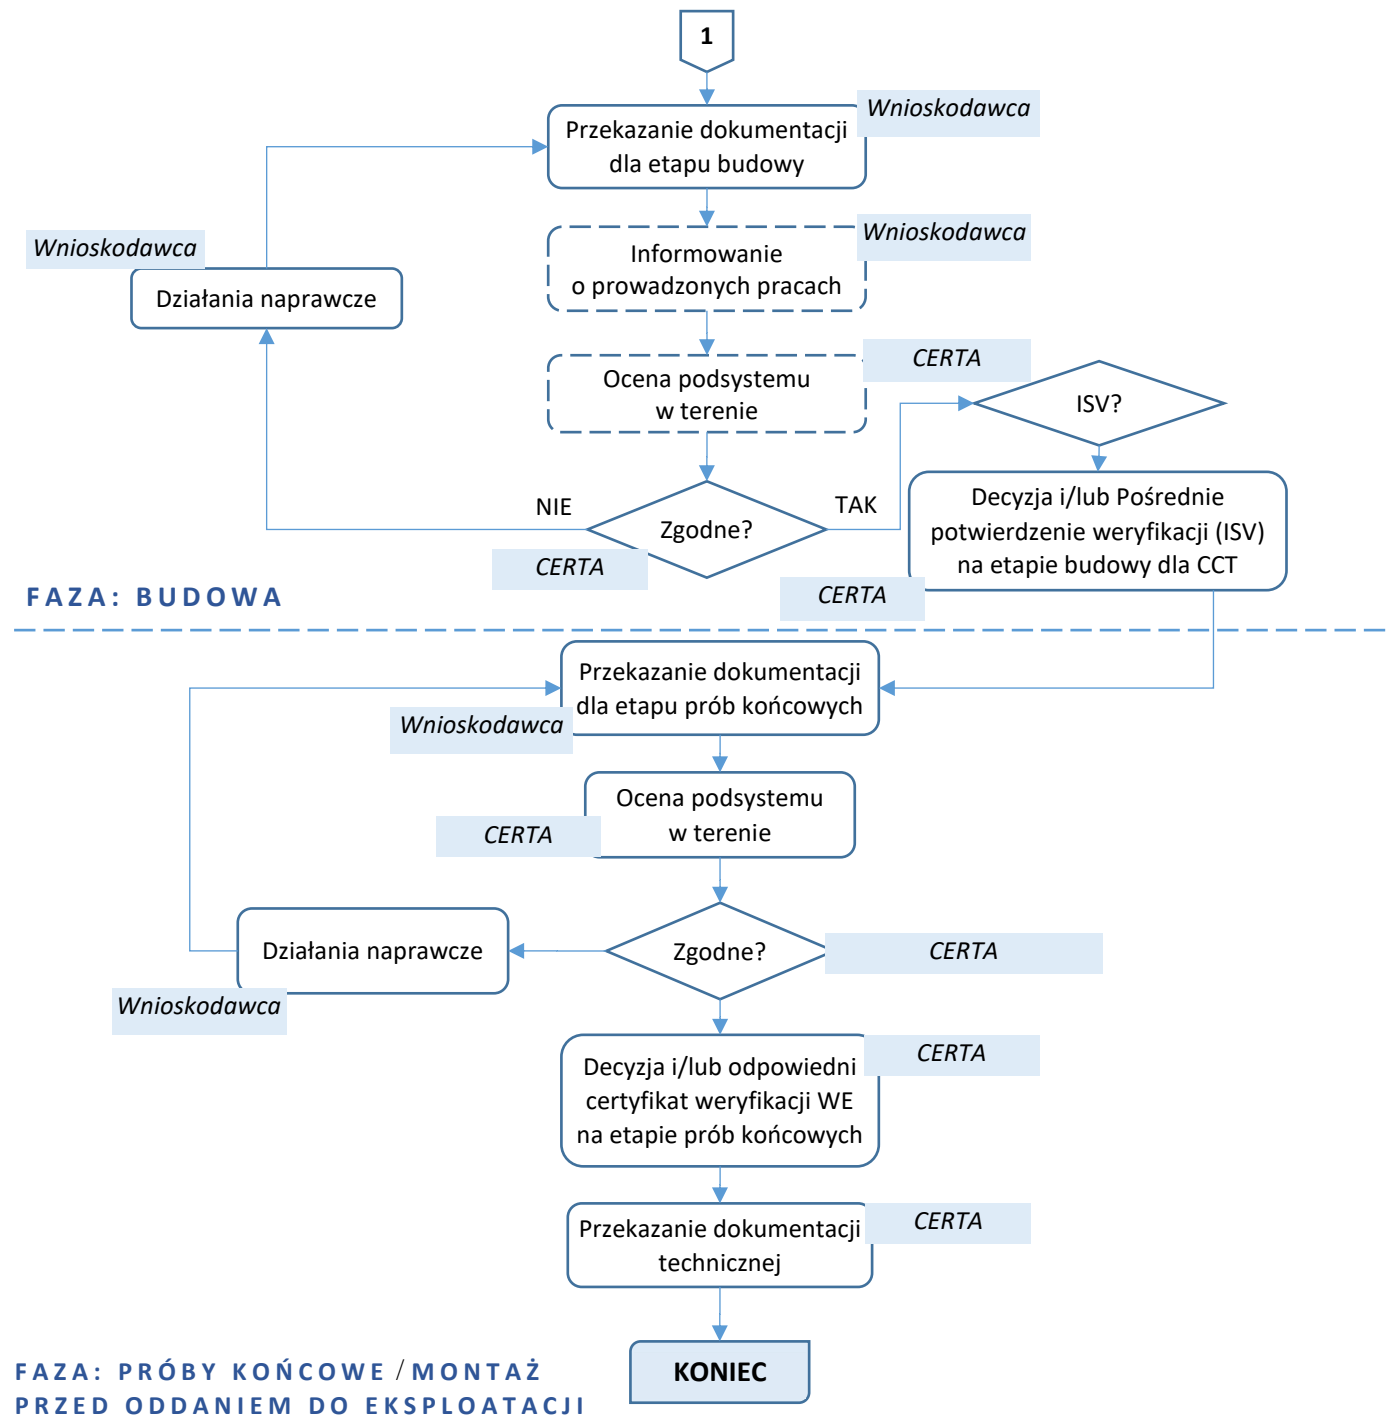 1
Przekazanie dokumentacji
dla etapu budowy
Wnioskodawca
Informowanie
o prowadzonych pracach
Wnioskodawca
Wnioskodawca
Działania naprawcze
Ocena podsystemu
w terenie
CERTA
ISV?
NIE
Zgodne?
TAK
CERTA
Decyzja i/lub Pośrednie
potwierdzenie weryfikacji (ISV)
na etapie budowy dla CCT
CERTA
FAZA: BUDOWA
Przekazanie dokumentacji
dla etapu prób końcowych
Wnioskodawca
Ocena podsystemu
w terenie
CERTA
Działania naprawcze
Zgodne?
CERTA
Wnioskodawca
Decyzja i/lub odpowiedni
certyfikat weryfikacji WE
na etapie prób końcowych
CERTA
Przekazanie dokumentacji
technicznej
CERTA
KONIEC
FAZA: PRÓBY KOŃCOWE / MONTAŻ
PRZED ODDANIEM DO EKSPLOATACJI